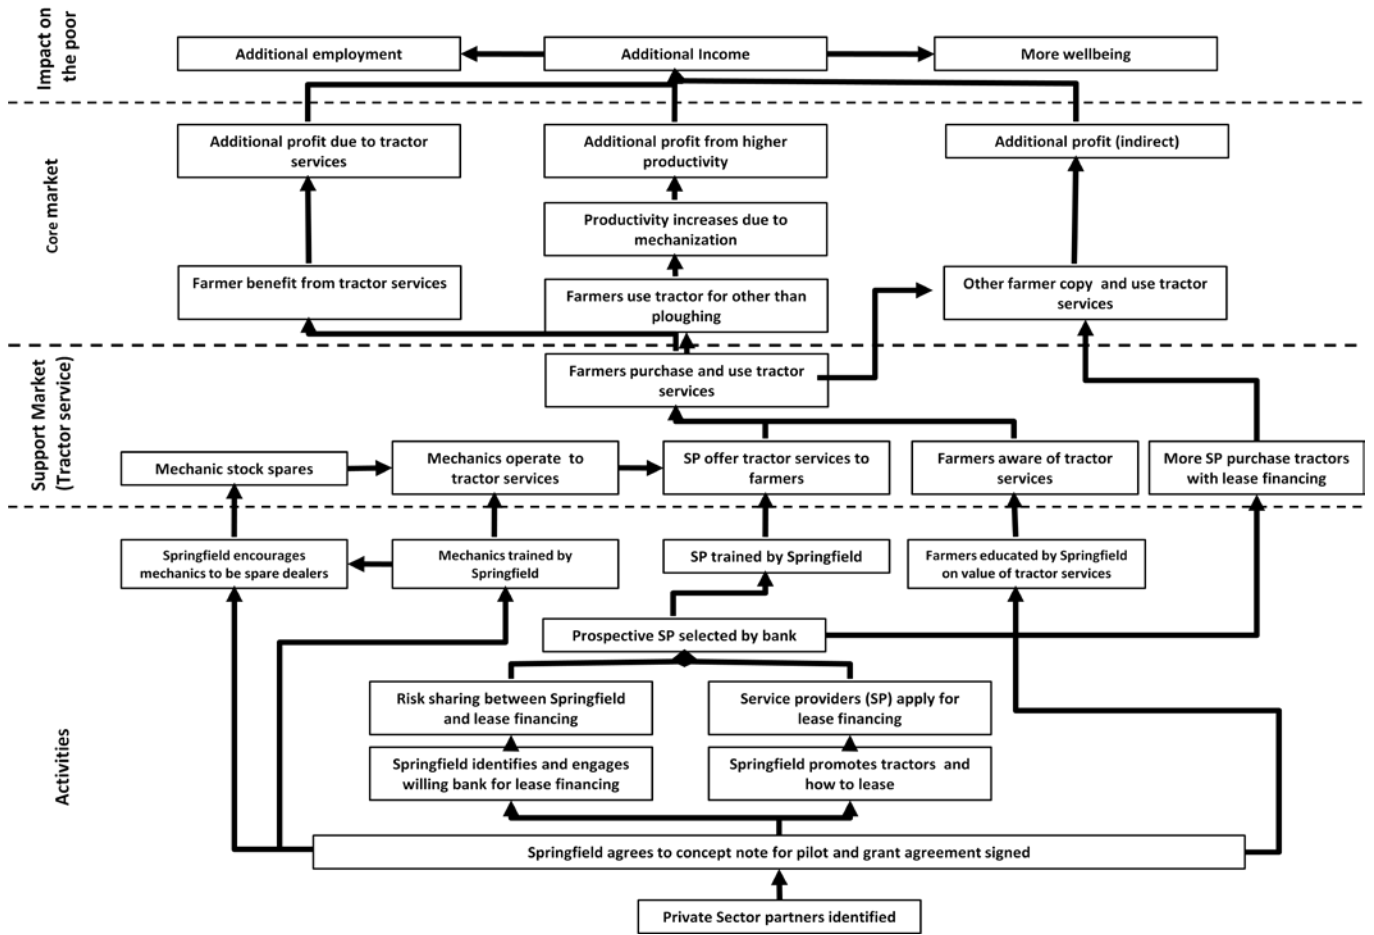 Impact on
the poor
Additional employment
Additional Income
More wellbeing
Core market
Additional profit due to tractor
services
Additional profit from higher
productivity
Additional profit (indirect)
Productivity increases due to
mechanization
Farmer benefit from tractor services
Farmers use tractor for other than
ploughing
Other farmer copy and use tractor
services
Support Market
(Tractor service)
Farmers purchase and use tractor
services
Mechanic stock spares
Mechanics operate to
tractor services
SP offer tractor services to
farmers
Farmers aware of tractor
services
More SP purchase tractors
with lease financing
Activities
Springfield encourages
mechanics to be spare dealers
Mechanics trained by
Springfield
SP trained by Springfield
Farmers educated by Springfield
on value of tractor services
Prospective SP selected by bank
Risk sharing between Springfield
and lease financing
Service providers (SP) apply for
lease financing
Springfield identifies and engages
willing bank for lease financing
Springfield promotes tractors and
how to lease
Springfield agrees to concept note for pilot and grant agreement signed
Private Sector partners identified